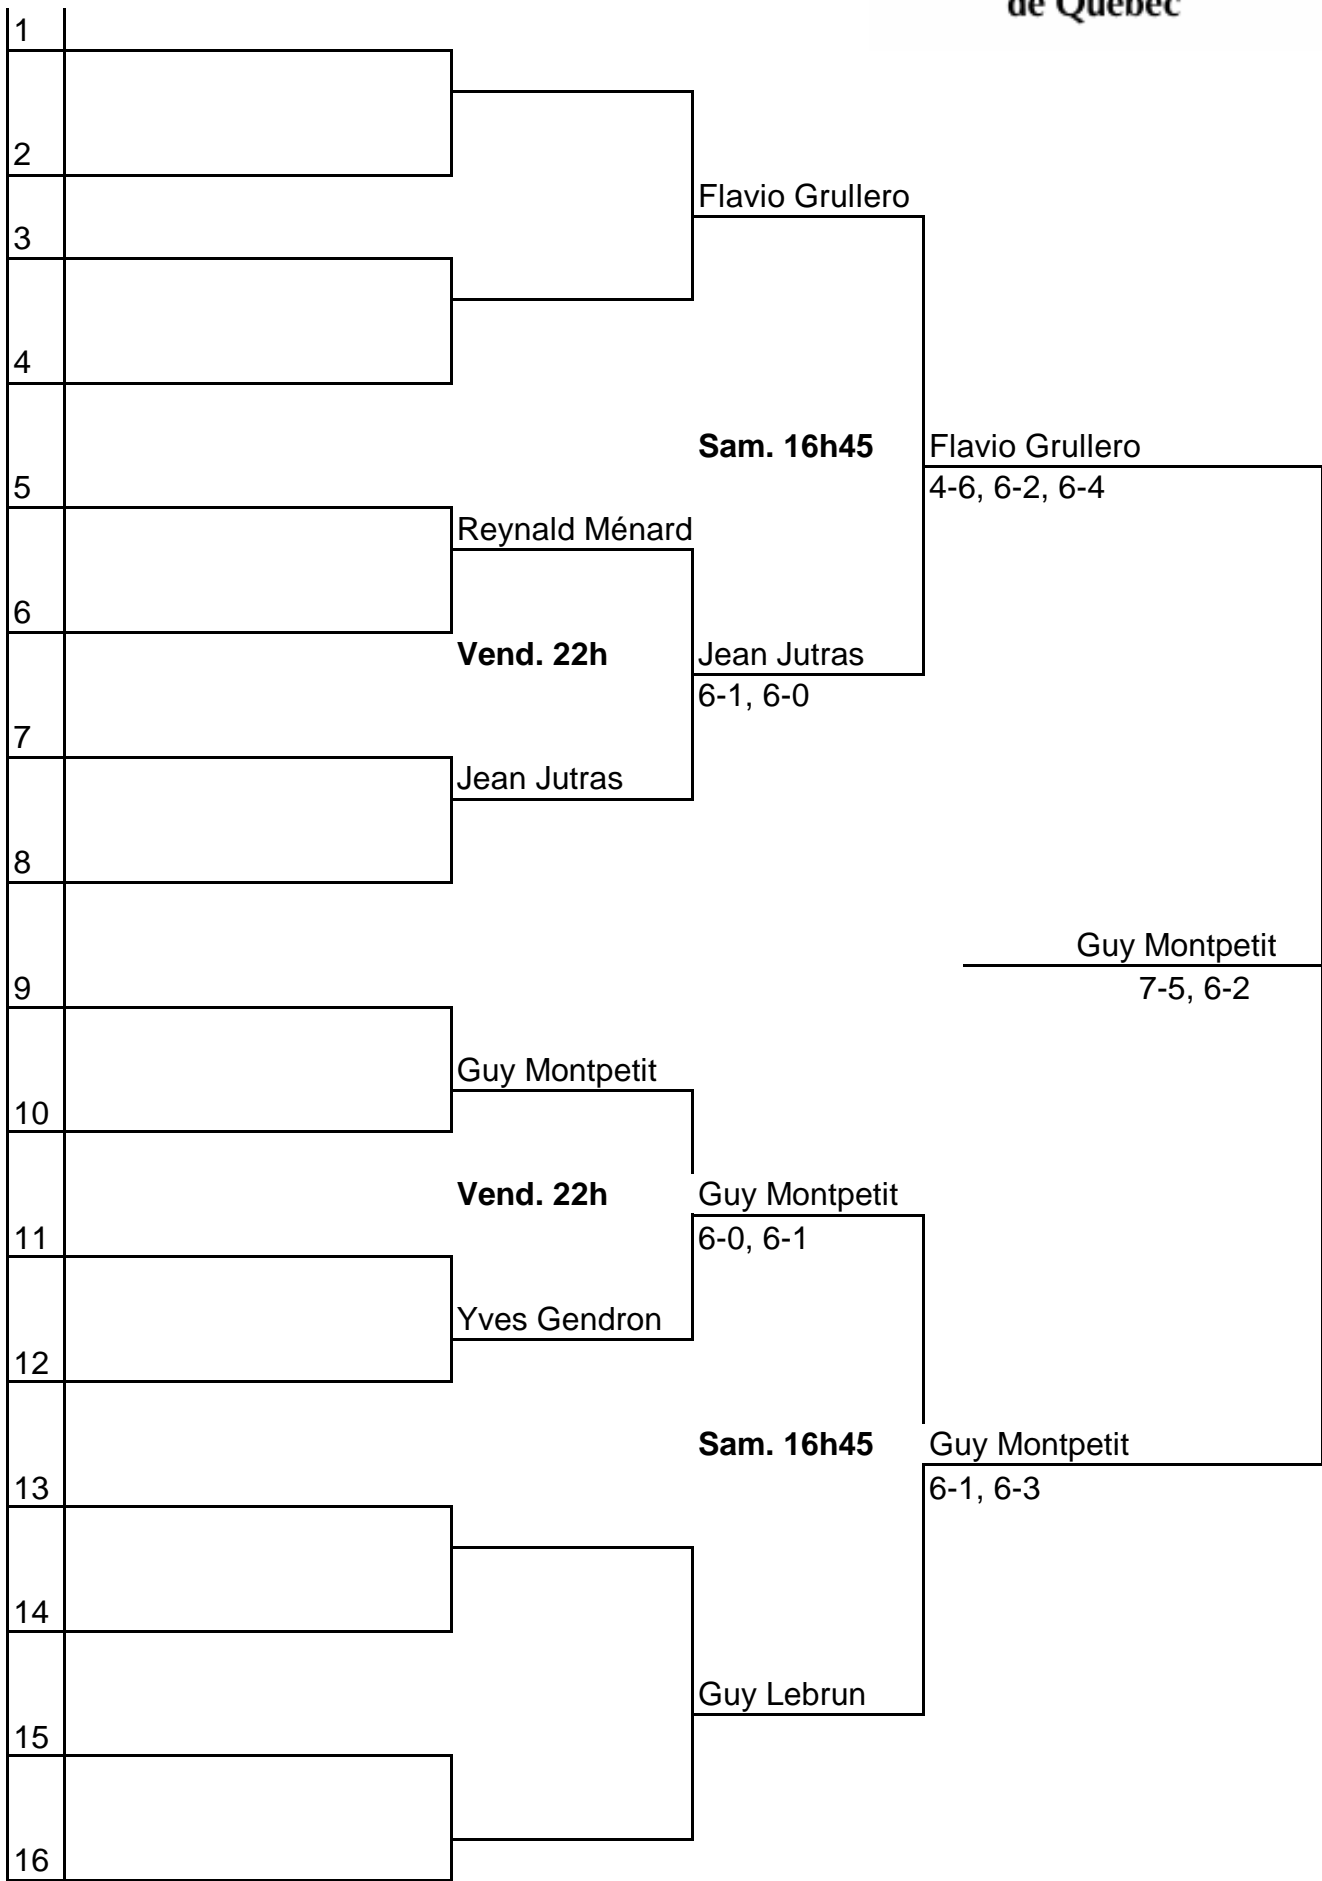 de Québec
1
2
Flavio Grullero
3
4
Sam. 16h45 Flavio Grullero
5 4-6, 6-2, 6-4
Reynald Ménard
6
Vend. 22h Jean Jutras
6-1, 6-0
7
Jean Jutras
8
Guy Montpetit
9 7-5, 6-2
Guy Montpetit
10
Vend. 22h Guy Montpetit
11 6-0, 6-1
Yves Gendron
12
Sam. 16h45 Guy Montpetit
13 6-1, 6-3
14
Guy Lebrun
15
16